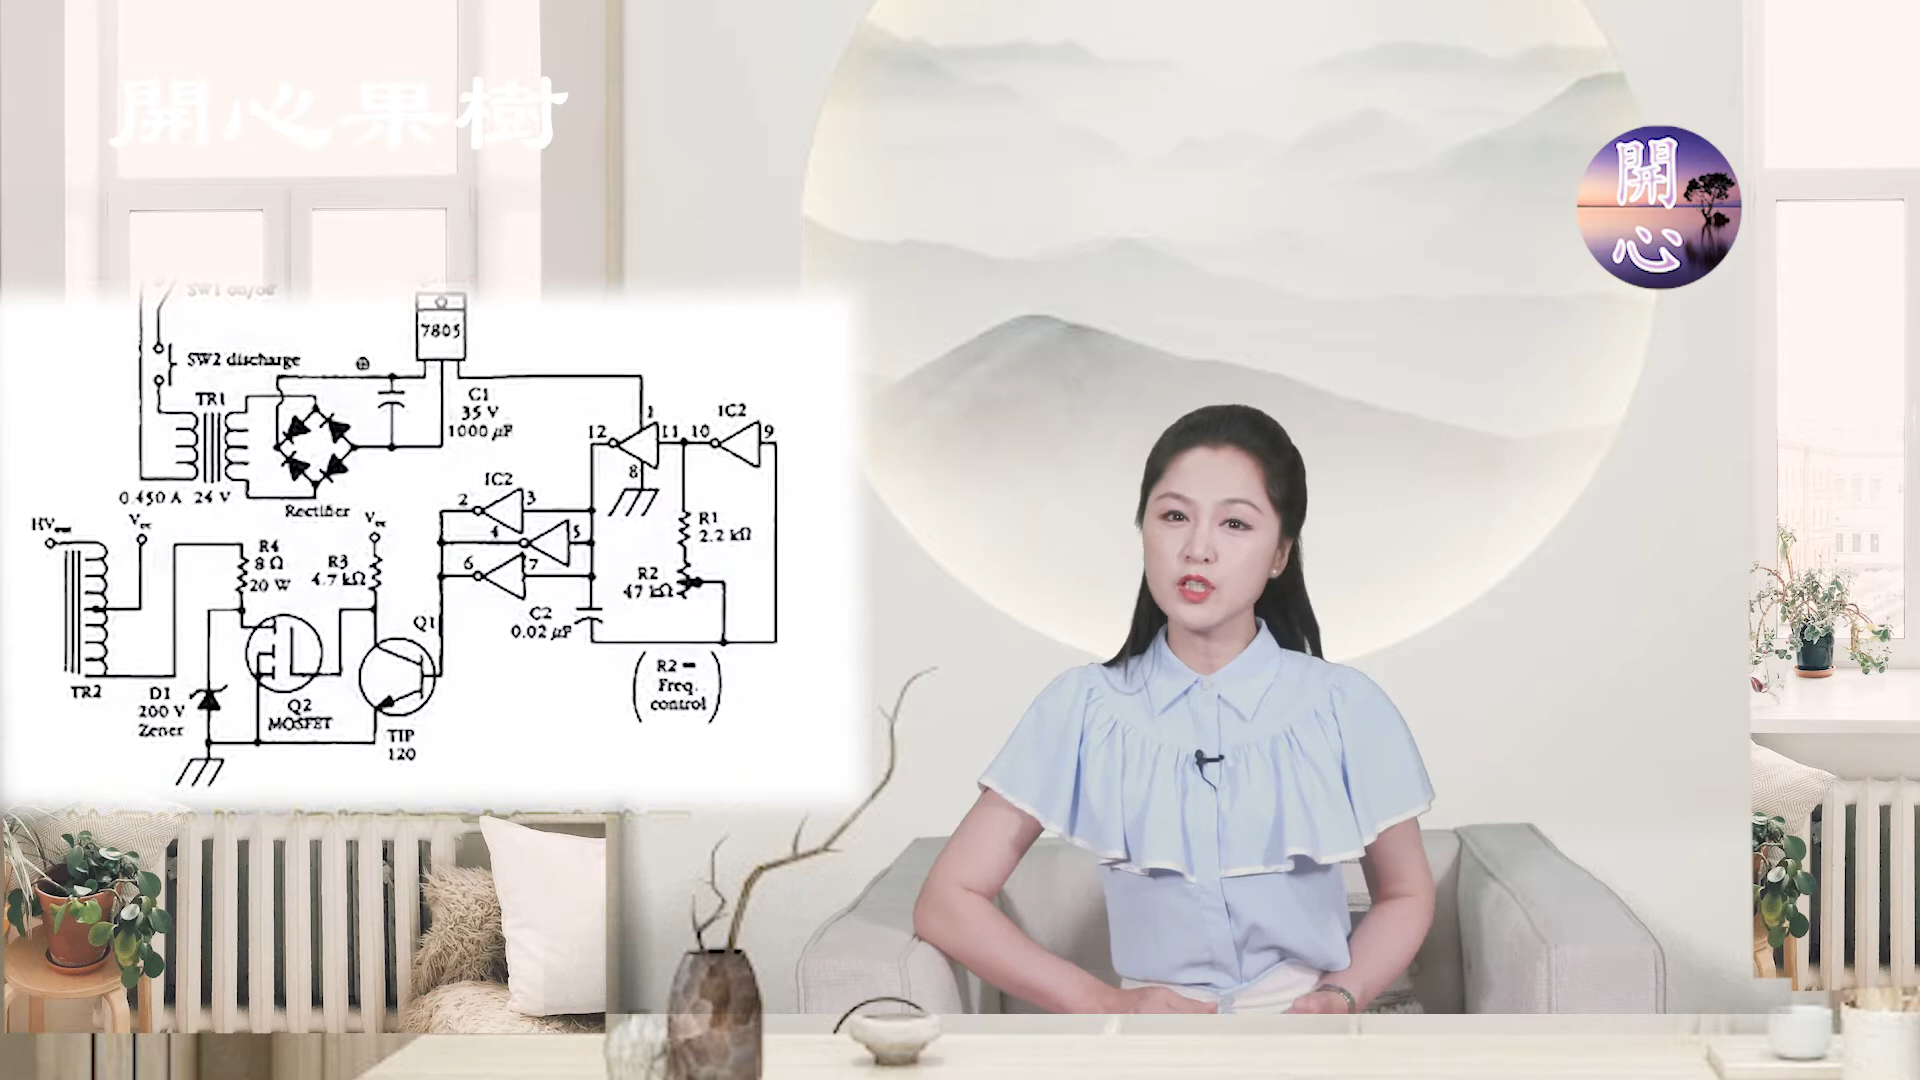 開心果樹
開
心
SW1 on/off
7805
SW2 discharge
⊕
TR1
C1
35 V
1000 µF
0.450 A 24 V
Rectifier
1
IC2
12
11
10
9
8
IC2
2
3
4
5
6
7
R1
2.2 kΩ
R2
47 kΩ
C2
0.02 µF
HVout
Vcc
Vcc
R4
8 Ω
20 W
R3
4.7 kΩ
Q1
TR2
D1
200 V
Zener
Q2
MOSFET
TIP
120
(R2 =
Freq.
control)